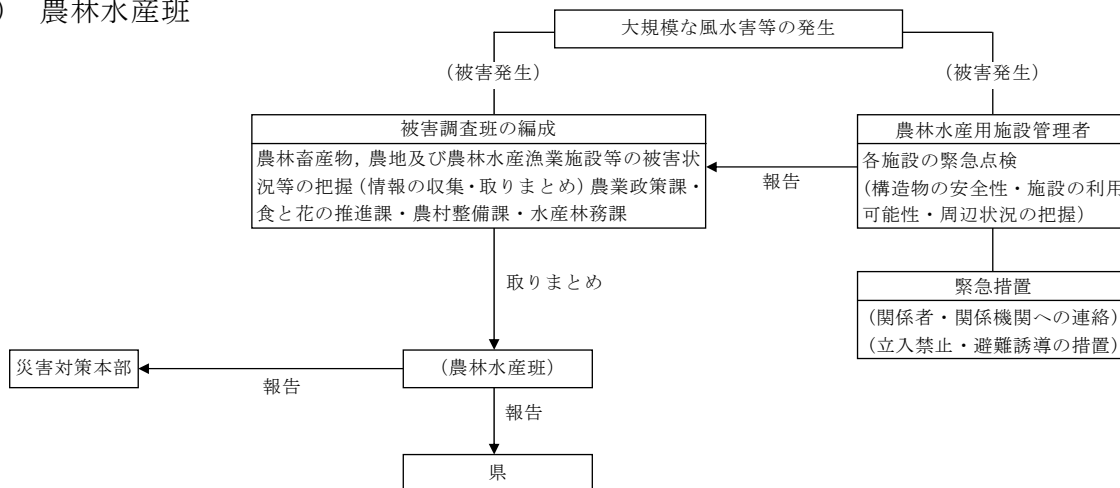 ) 農林水産班
大規模な風水害等の発生
(被害発生)
(被害発生)
被害調査班の編成
農林畜産物，農地及び農林水産漁業施設等の被害状
況等の把握(情報の収集・取りまとめ)農業政策課・
食と花の推進課・農村整備課・水産林務課
報告
農林水産用施設管理者
各施設の緊急点検
(構造物の安全性・施設の利用
可能性・周辺状況の把握)
取りまとめ
緊急措置
(関係者・関係機関への連絡)
(立入禁止・避難誘導の措置)
災害対策本部
報告
(農林水産班)
報告
県